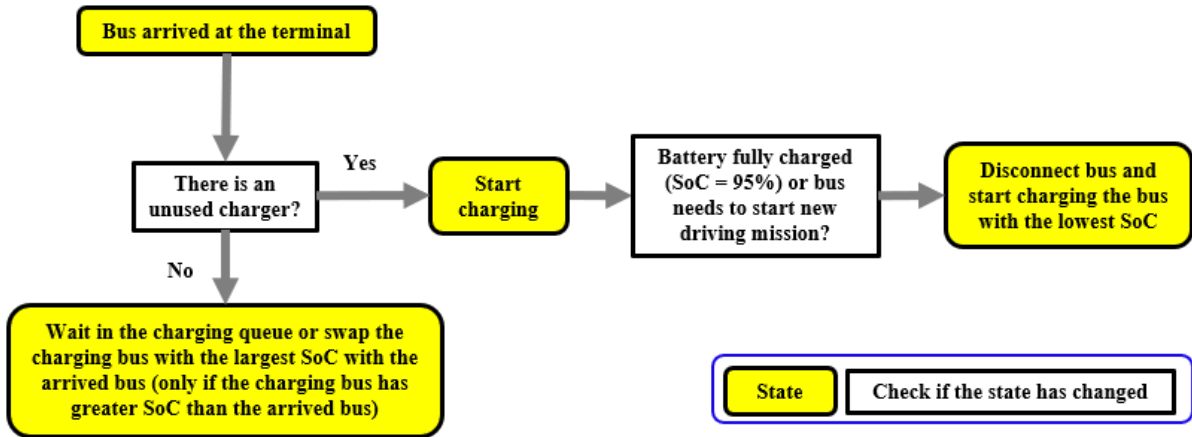 Bus arrived at the terminal
There is an
unused charger?
Yes
Start
charging
Battery fully charged
(SoC = 95%) or bus
needs to start new
driving mission?
Disconnect bus and
start charging the bus
with the lowest SoC
No
Wait in the charging queue or swap the
charging bus with the largest SoC with the
arrived bus (only if the charging bus has
greater SoC than the arrived bus)
State
Check if the state has changed